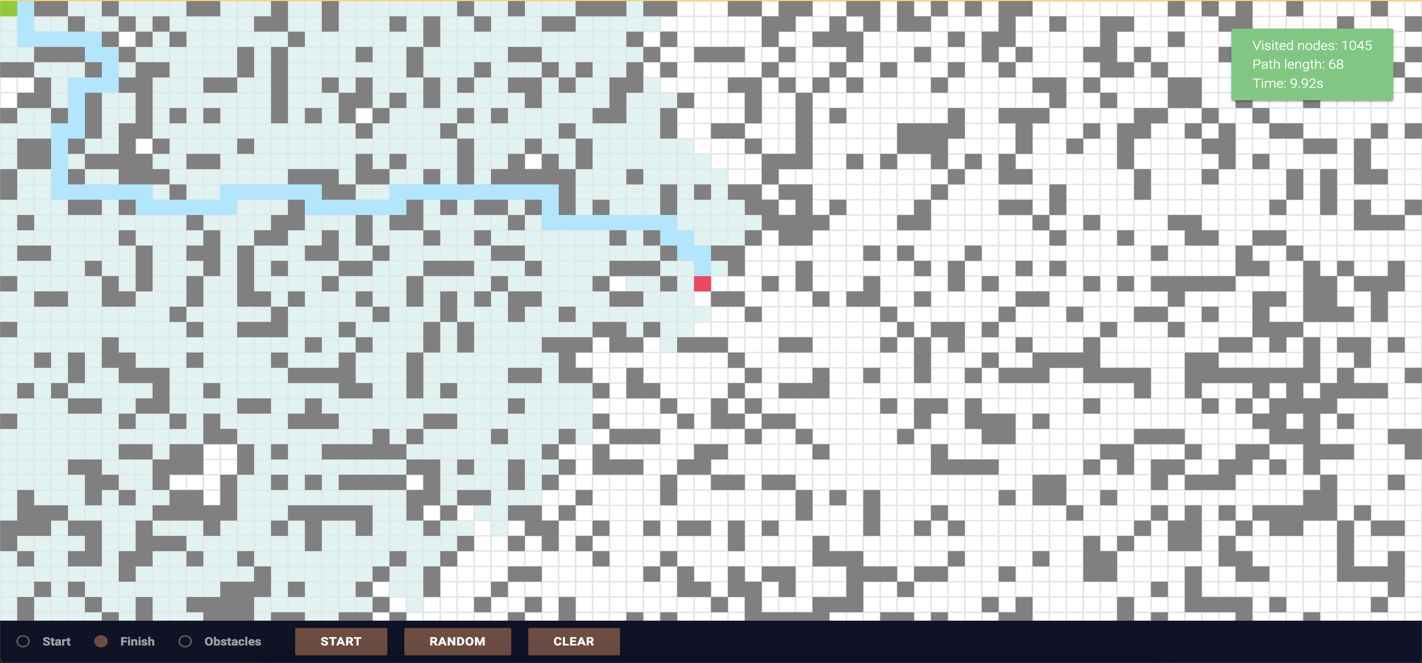 Visited nodes: 1045
Path length: 68
Time: 9.92s
Start Finish Obstacles START RANDOM CLEAR